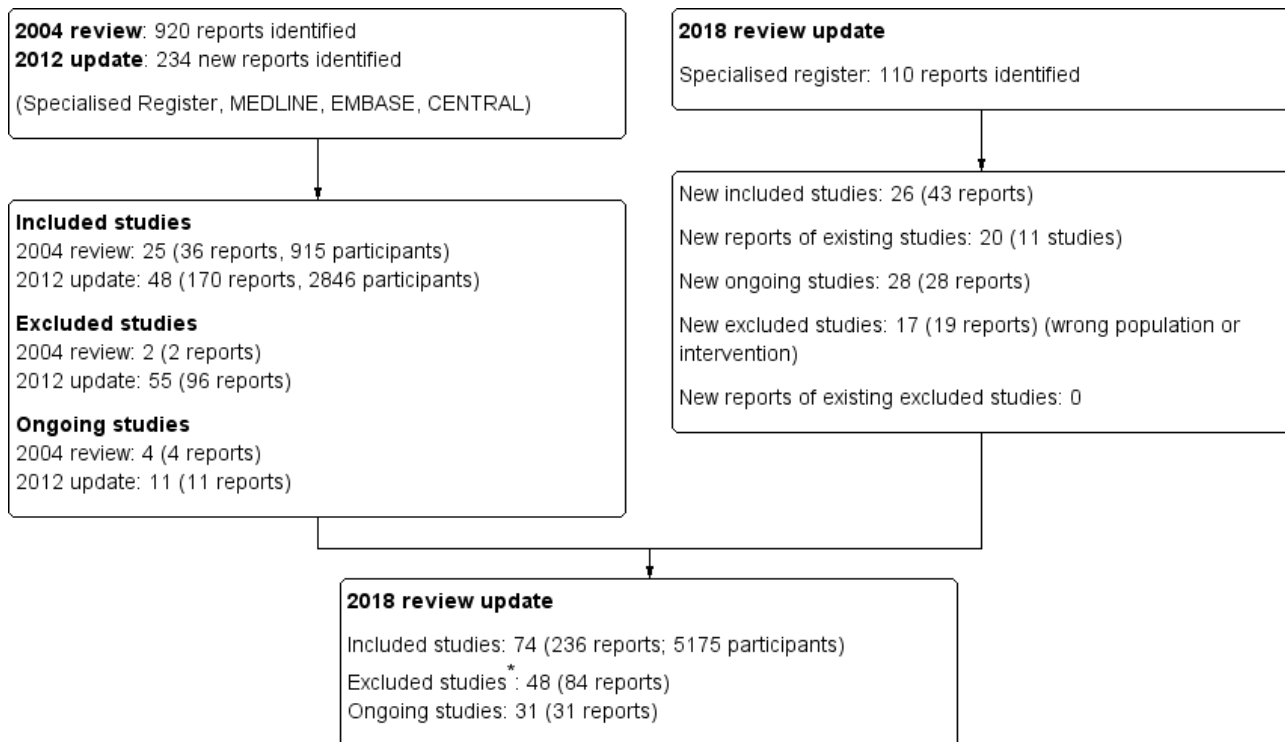 2004 review: 920 reports identified
2012 update: 234 new reports identified
(Specialised Register, MEDLINE, EMBASE, CENTRAL)
2018 review update
Specialised register: 110 reports identified
Included studies
2004 review: 25 (36 reports, 915 participants)
2012 update: 48 (170 reports, 2846 participants)
Excluded studies
2004 review: 2 (2 reports)
2012 update: 55 (96 reports)
Ongoing studies
2004 review: 4 (4 reports)
2012 update: 11 (11 reports)
New included studies: 26 (43 reports)
New reports of existing studies: 20 (11 studies)
New ongoing studies: 28 (28 reports)
New excluded studies: 17 (19 reports) (wrong population or
intervention)
New reports of existing excluded studies: 0
2018 review update
Included studies: 74 (236 reports; 5175 participants)
Excluded studies*: 48 (84 reports)
Ongoing studies: 31 (31 reports)